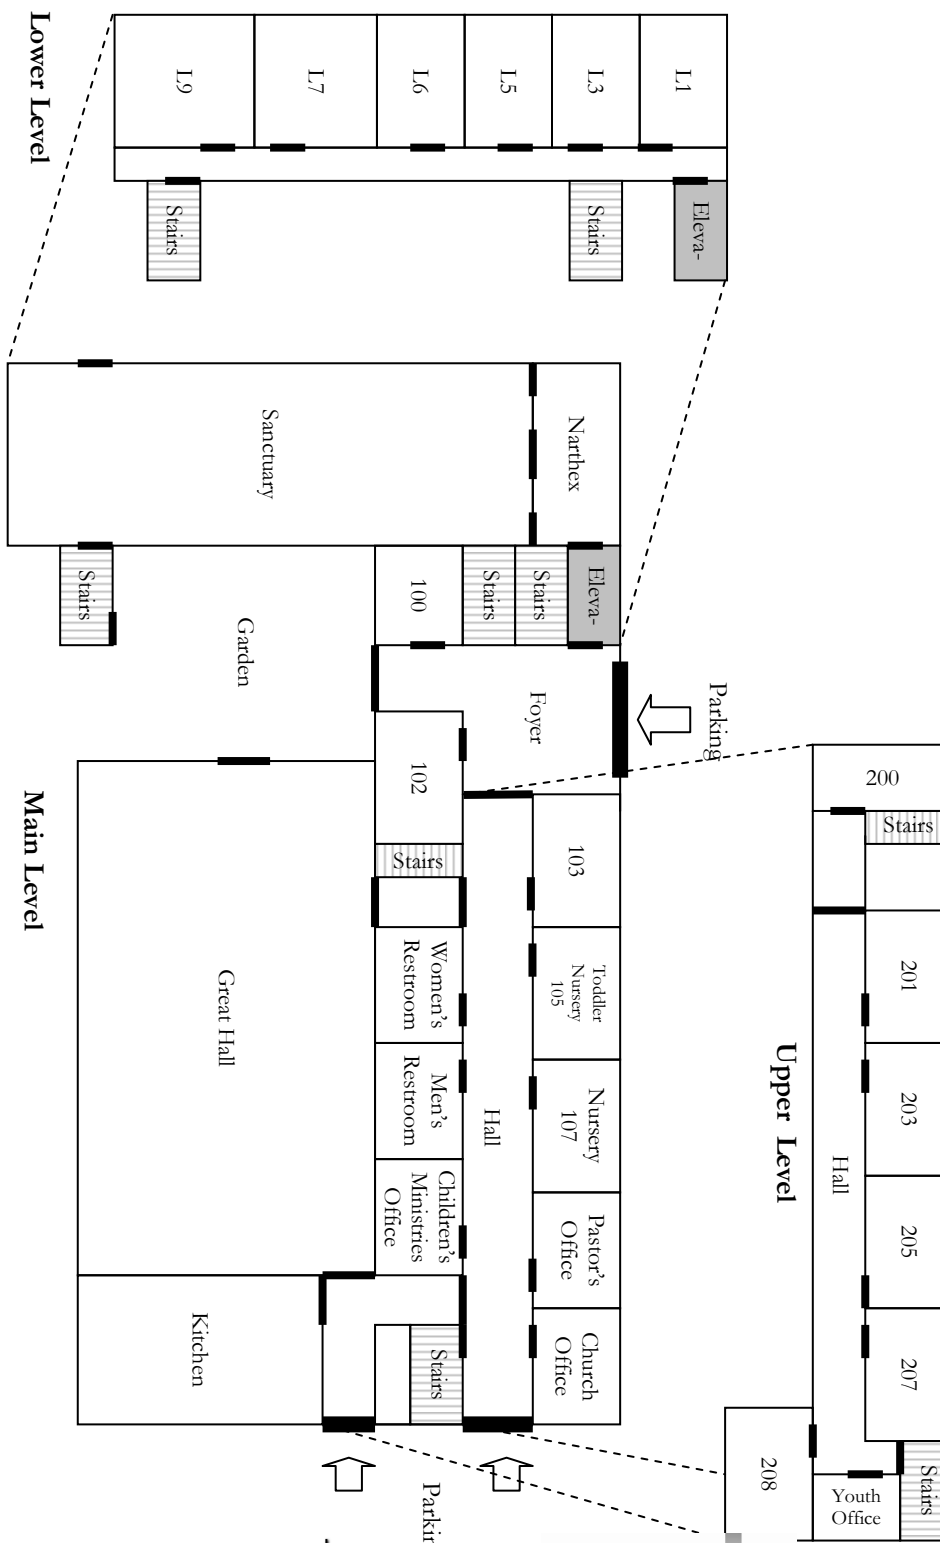 Lower Level
L9
L7
L6
L5
L3
L1
Stairs
Stairs
Eleva-
Sanctuary
Narthex
Stairs
Garden
100
Stairs
Stairs
Eleva-
Foyer
Parking
102
Stairs
103
Toddler
Nursery
105
Women's
Restroom
Men's
Restroom
Hall
Nursery
107
Great Hall
Children's
Ministries
Office
Pastor's
Office
Kitchen
Stairs
Church
Office
Main Level
Parkin
200
Stairs
201
203
Hall
205
207
208
Youth
Office
Stairs
Upper Level